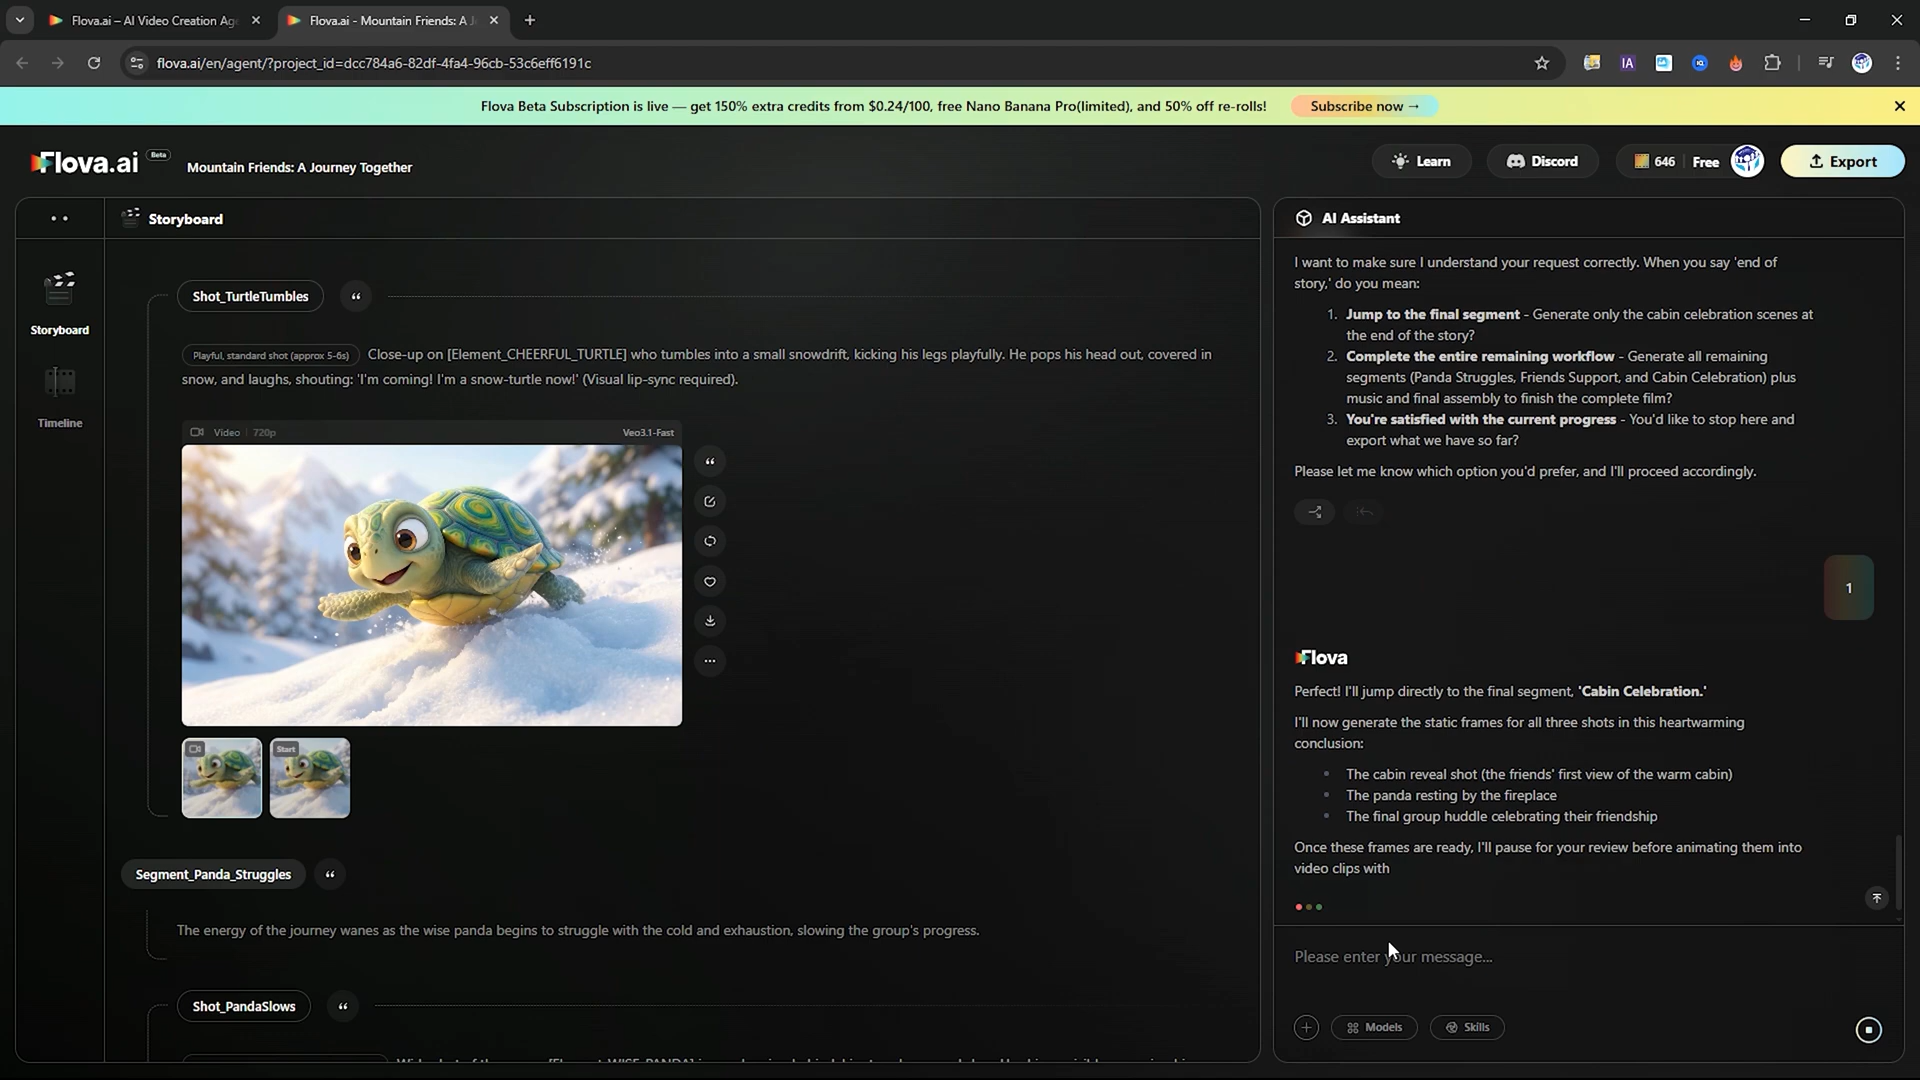 Flova.ai – AI Video Creation Age
Flova.ai - Mountain Friends: A J
flova.ai/en/agent/?project_id=dcc784a6-82df-4fa4-96cb-53c6eff6191c
IA
Flova Beta Subscription is live — get 150% extra credits from $0.24/100, free Nano Banana Pro(limited), and 50% off re-rolls!
Subscribe now →
Flova.ai
Beta
Mountain Friends: A Journey Together
Learn
Discord
646
Free
Export
Storyboard
AI Assistant
Storyboard
Timeline
Shot_TurtleTumbles
Playful, standard shot (approx 5-6s) Close-up on [Element_CHEERFUL_TURTLE] who tumbles into a small snowdrift, kicking his legs playfully. He pops his head out, covered in
snow, and laughs, shouting: 'I'm coming! I'm a snow-turtle now!' (Visual lip-sync required).
Video
720p
Veo3.1-Fast
Start
Segment_Panda_Struggles
The energy of the journey wanes as the wise panda begins to struggle with the cold and exhaustion, slowing the group's progress.
Shot_PandaSlows
I want to make sure I understand your request correctly. When you say 'end of
story,' do you mean:
1. Jump to the final segment - Generate only the cabin celebration scenes at
the end of the story?
2. Complete the entire remaining workflow - Generate all remaining
segments (Panda Struggles, Friends Support, and Cabin Celebration) plus
music and final assembly to finish the complete film?
3. You're satisfied with the current progress - You'd like to stop here and
export what we have so far?
Please let me know which option you'd prefer, and I'll proceed accordingly.
1
Flova
Perfect! I'll jump directly to the final segment, 'Cabin Celebration.'
I'll now generate the static frames for all three shots in this heartwarming
conclusion:
• The cabin reveal shot (the friends' first view of the warm cabin)
• The panda resting by the fireplace
• The final group huddle celebrating their friendship
Once these frames are ready, I'll pause for your review before animating them into
video clips with
Please enter your message...
Models
Skills